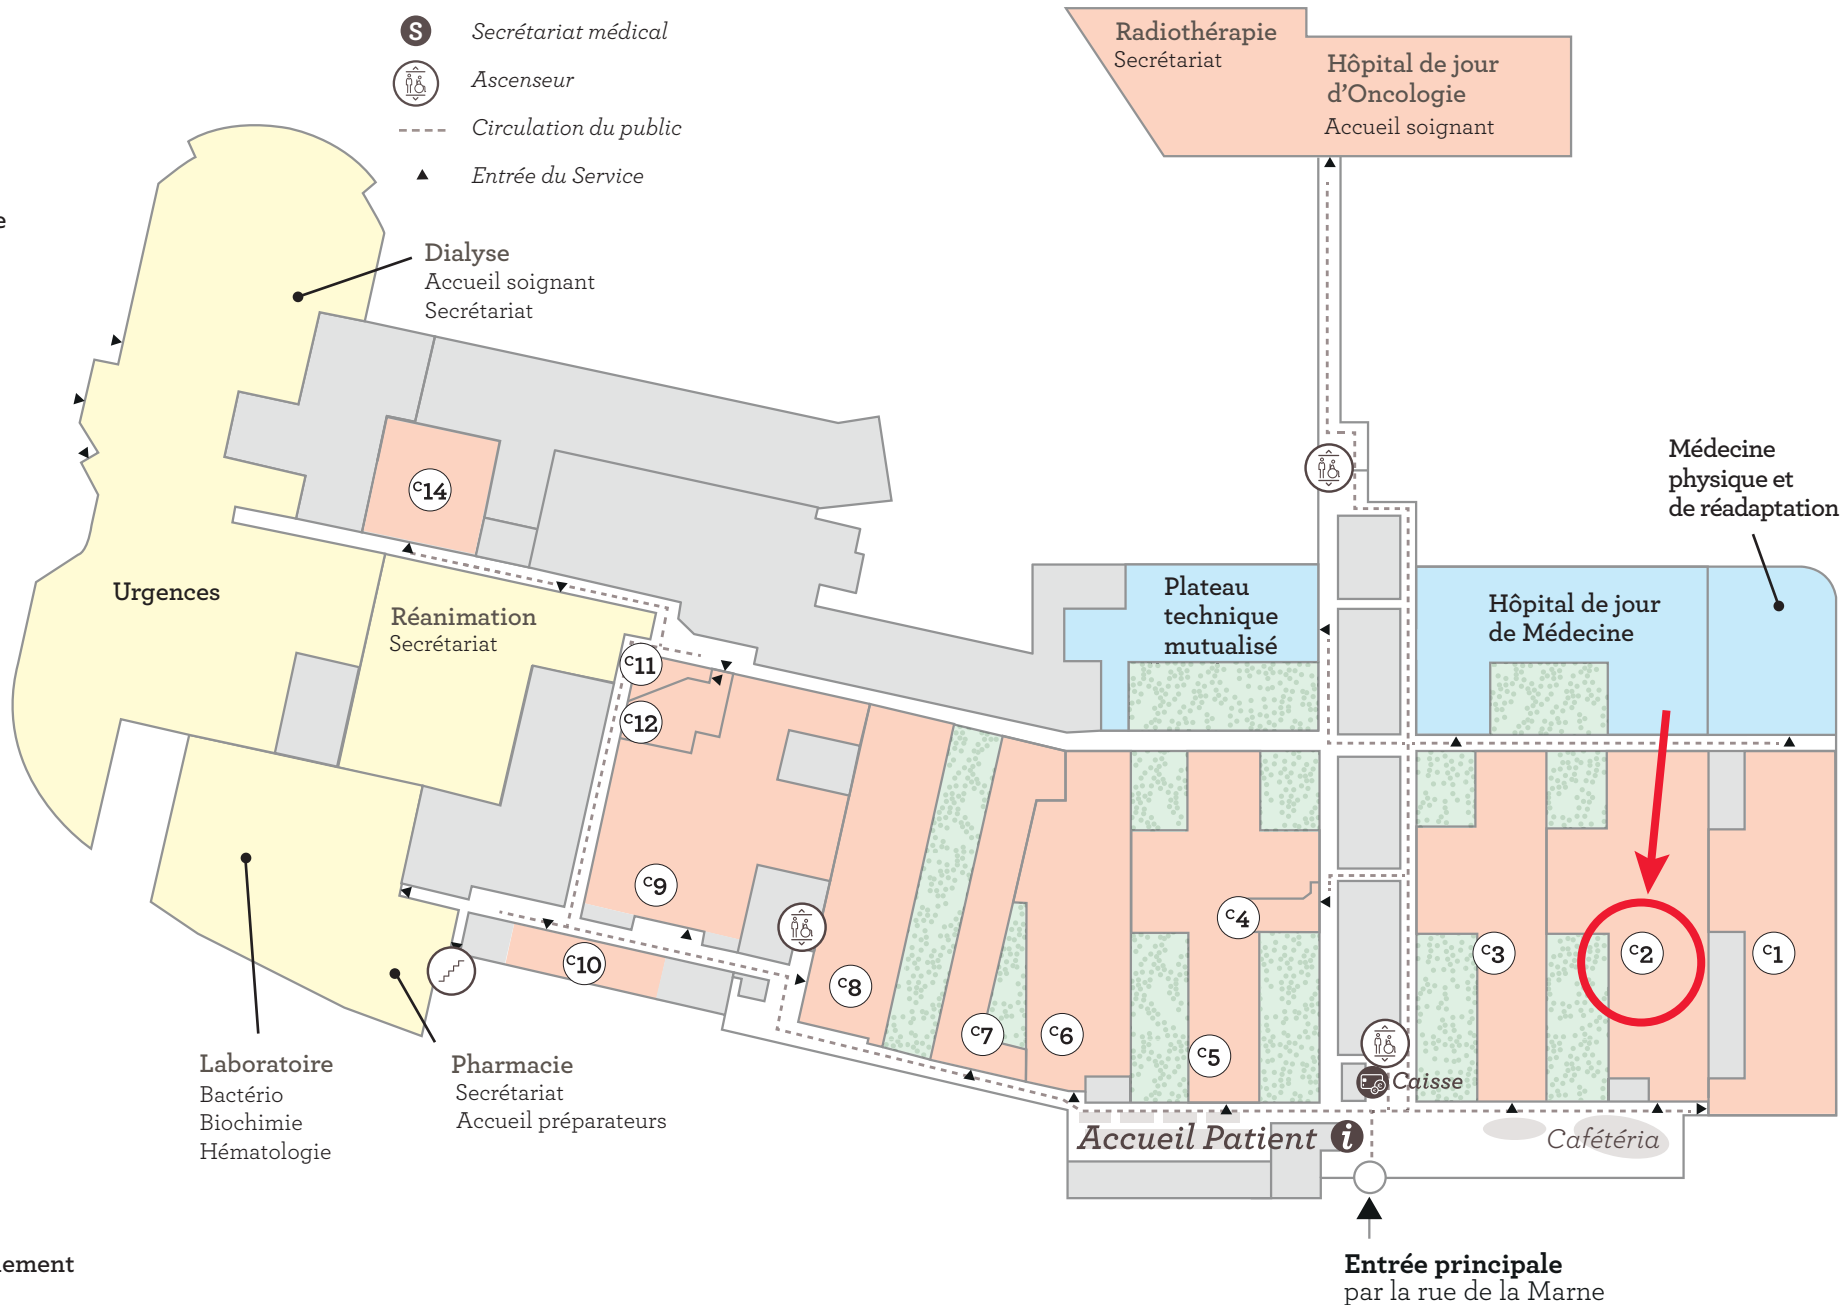 S Secrétariat médical
Ascenseur
Circulation du public
Entrée du Service
Radiothérapie
Secrétariat
Hôpital de jour
d'Oncologie
Accueil soignant
e
Dialyse
Accueil soignant
Secrétariat
Médecine
physique et
de réadaptation
C14
Urgences
Réanimation
Secrétariat
Plateau
technique
mutualisé
Hôpital de jour
de Médecine
C11
C12
C9
C10
C8
C7
C6
C5
C4
C3
C2
C1
Laboratoire
Bactério
Biochimie
Hématologie
Pharmacie
Secrétariat
Accueil préparateurs
Caisse
Accueil Patient i
Cafétéria
Entrée principale
par la rue de la Marne
lement